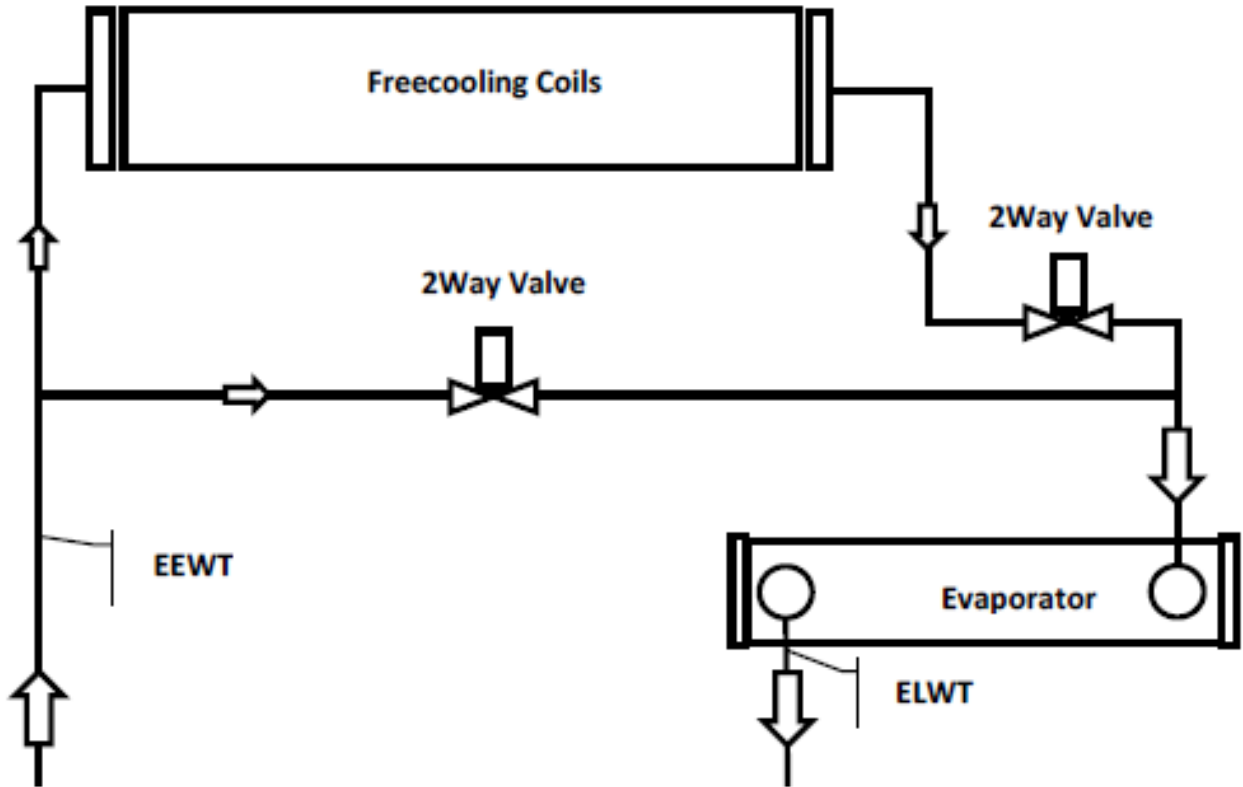 Freecooling Coils
2Way Valve
2Way Valve
EEWT
Evaporator
ELWT